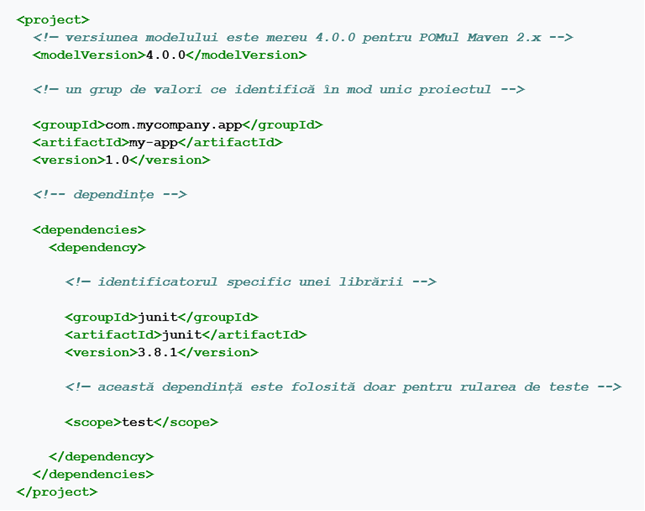 <project>
<!— versiunea modelului este mereu 4.0.0 pentru POMul Maven 2.x -->
<modelVersion>4.0.0</modelVersion>
<!— un grup de valori ce identifică în mod unic proiectul -->
<groupId>com.mycompany.app</groupId>
<artifactId>my-app</artifactId>
<version>1.0</version>
<!-- dependințe -->
<dependencies>
<dependency>
<!— identificatorul specific unei librării -->
<groupId>junit</groupId>
<artifactId>junit</artifactId>
<version>3.8.1</version>
<!— această dependință este folosită doar pentru rularea de teste -->
<scope>test</scope>
</dependency>
</dependencies>
</project>